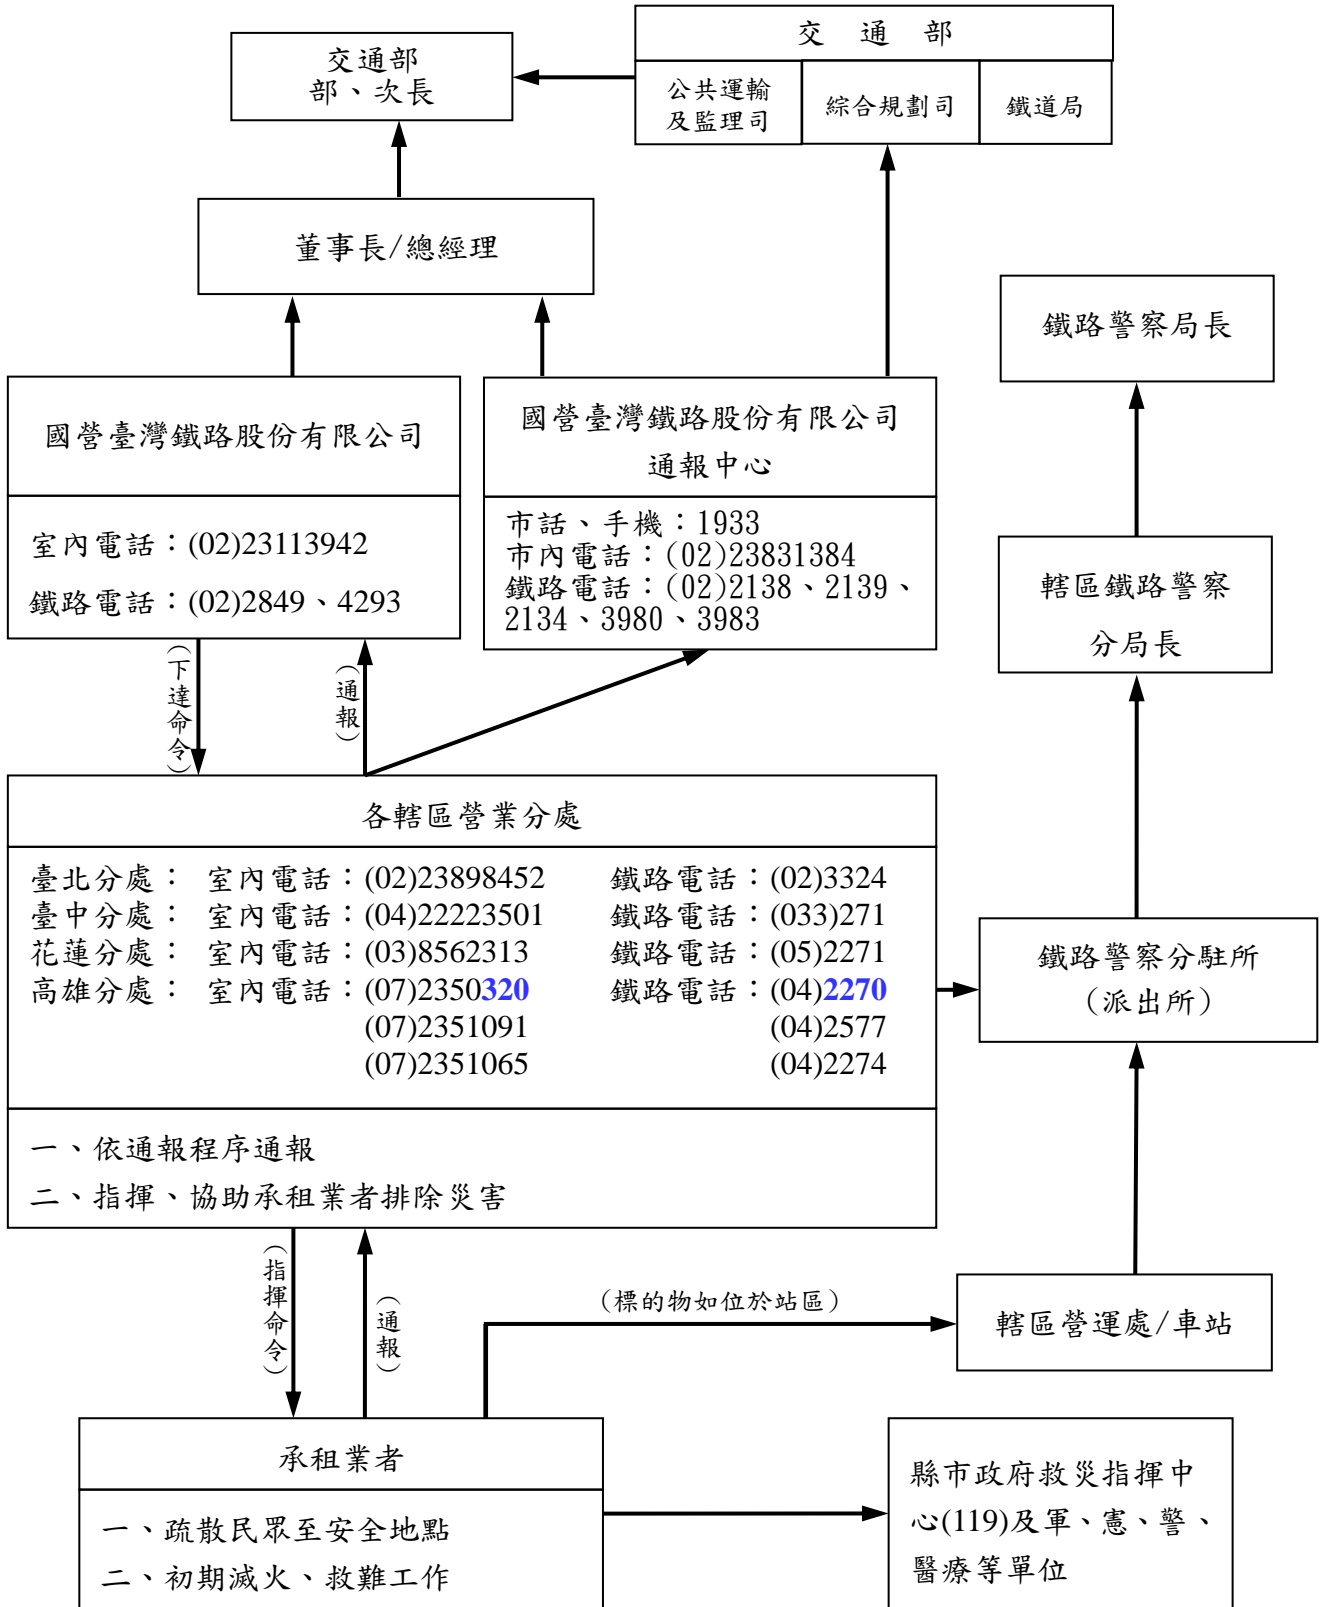 交通部
交通部
部、次長
公共運輸
及監理司
綜合規劃司
鐵道局
董事長/總經理
鐵路警察局長
國營臺灣鐵路股份有限公司
室內電話：(02)23113942
鐵路電話：(02)2849、4293
國營臺灣鐵路股份有限公司
通報中心
市話、手機：1933
市內電話：(02)23831384
鐵路電話：(02)2138、2139、
2134、3980、3983
轄區鐵路警察
分局長
(下達命令)
(通報)
各轄區營業分處
臺北分處： 室內電話：(02)23898452 鐵路電話：(02)3324
臺中分處： 室內電話：(04)22223501 鐵路電話：(033)271
花蓮分處： 室內電話：(03)8562313 鐵路電話：(05)2271
高雄分處： 室內電話：(07)2350320 鐵路電話：(04)2270
(07)2351091 (04)2577
(07)2351065 (04)2274
一、依通報程序通報
二、指揮、協助承租業者排除災害
鐵路警察分駐所
(派出所)
(指揮命令)
(通報)
(標的物如位於站區)
轄區營運處/車站
承租業者
一、疏散民眾至安全地點
二、初期滅火、救難工作
縣市政府救災指揮中
心(119)及軍、憲、警、
醫療等單位